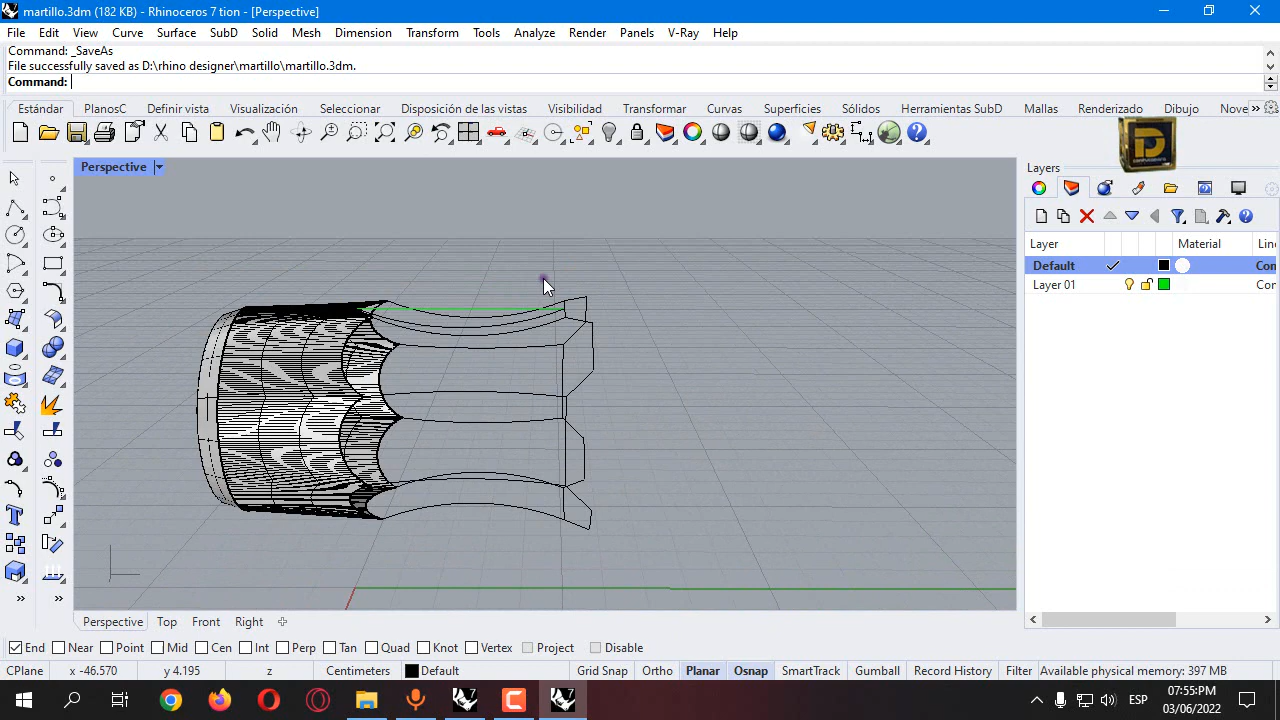 martillo.3dm (182 KB) - Rhinoceros 7 tion - [Perspective]
File Edit View Curve Surface SubD Solid Mesh Dimension Transform Tools Analyze Render Panels V-Ray Help
Command: _SaveAs
File successfully saved as D:\rhino designer\martillo\martillo.3dm.
Command:
Estándar PlanosC Definir vista Visualización Seleccionar Disposición de las vistas Visibilidad Transformar Curvas Superficies Sólidos Herramientas SubD Mallas Renderizado Dibujo Nove
Perspective
Layers
Layer Material Line
Default Con
Layer 01 Con
Perspective Top Front Right
End Near Point Mid Cen Int Perp Tan Quad Knot Vertex Project Disable
CPlane x -46.570 y 4.195 z Centimeters Default Grid Snap Ortho Planar Osnap SmartTrack Gumball Record History Filter Available physical memory: 397 MB
ESP 07:55:PM
03/06/2022